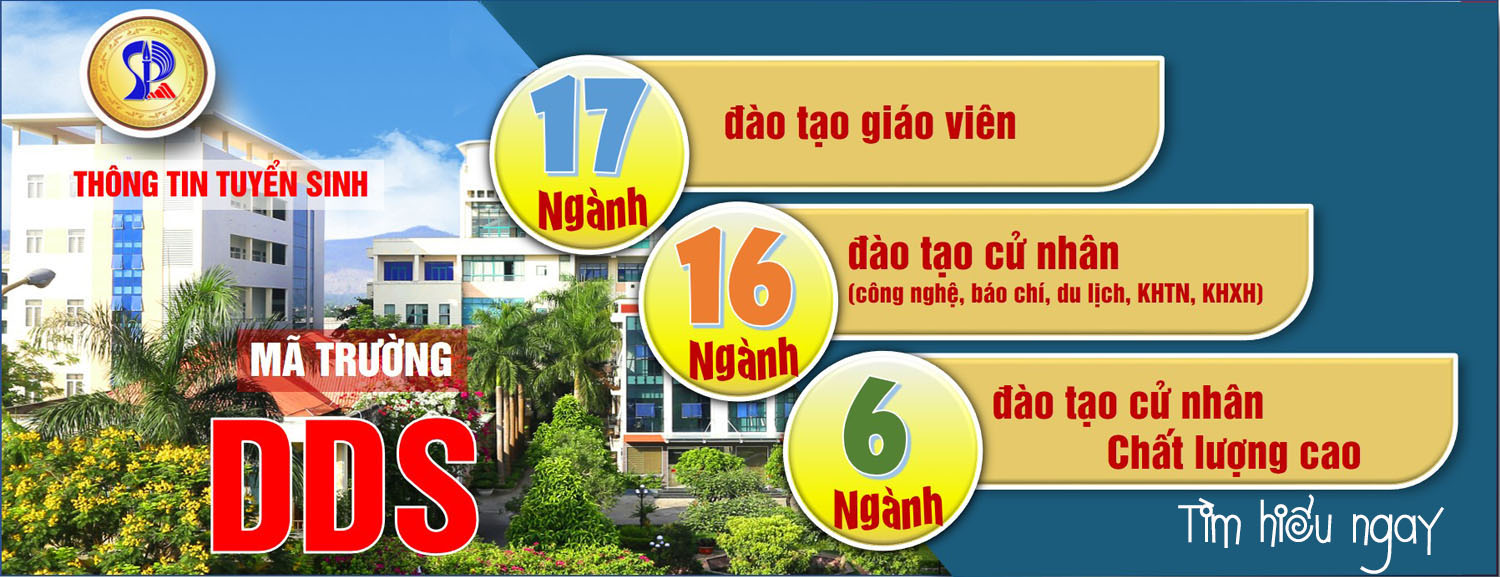 THÔNG TIN TUYỂN SINH
MÃ TRƯỜNG
DDS
17
Ngành
đào tạo giáo viên
16
Ngành
đào tạo cử nhân
(công nghệ, báo chí, du lịch, KHTN, KHXH)
6
Ngành
đào tạo cử nhân
Chất lượng cao
Tìm hiểu ngay